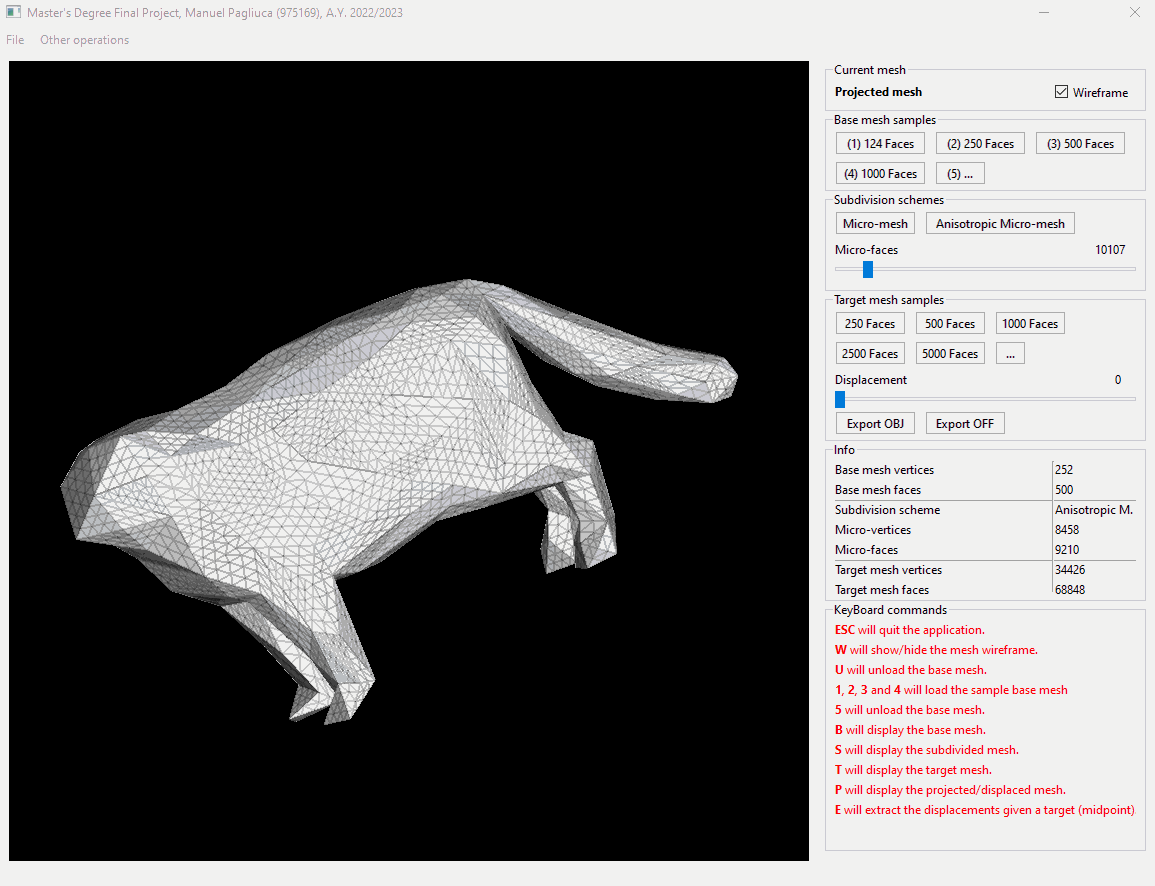 Master's Degree Final Project, Manuel Pagliuca (975169), A.Y. 2022/2023
File Other operations
Current mesh
Projected mesh Wireframe
Base mesh samples
(1) 124 Faces (2) 250 Faces (3) 500 Faces
(4) 1000 Faces (5) ...
Subdivision schemes
Micro-mesh Anisotropic Micro-mesh
Micro-faces 10107
Target mesh samples
250 Faces 500 Faces 1000 Faces
2500 Faces 5000 Faces ...
Displacement 0
Export OBJ Export OFF
Info
Base mesh vertices 252
Base mesh faces 500
Subdivision scheme Anisotropic M.
Micro-vertices 8458
Micro-faces 9210
Target mesh vertices 34426
Target mesh faces 68848
KeyBoard commands
ESC will quit the application.
W will show/hide the mesh wireframe.
U will unload the base mesh.
1, 2, 3 and 4 will load the sample base mesh
5 will unload the base mesh.
B will display the base mesh.
S will display the subdivided mesh.
T will display the target mesh.
P will display the projected/displaced mesh.
E will extract the displacements given a target (midpoint)